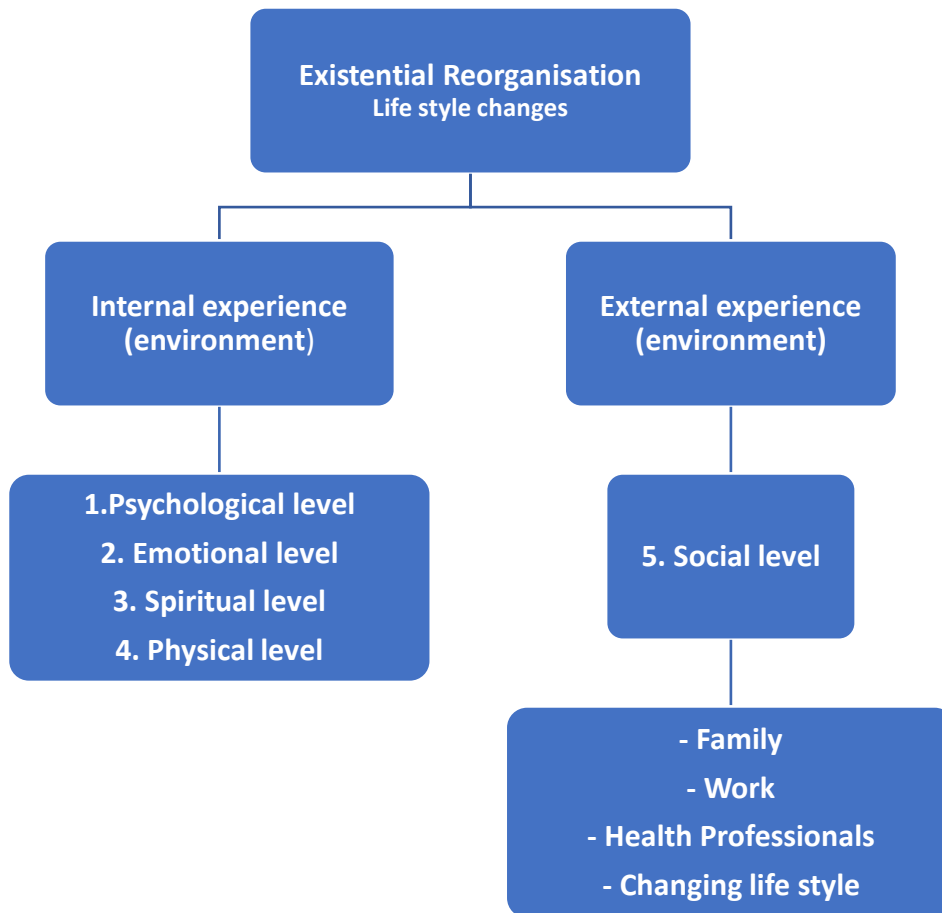 Existential Reorganisation
Life style changes
Internal experience
(environment)
External experience
(environment)
1.Psychological level
2. Emotional level
3. Spiritual level
4. Physical level
5. Social level
- Family
- Work
- Health Professionals
- Changing life style